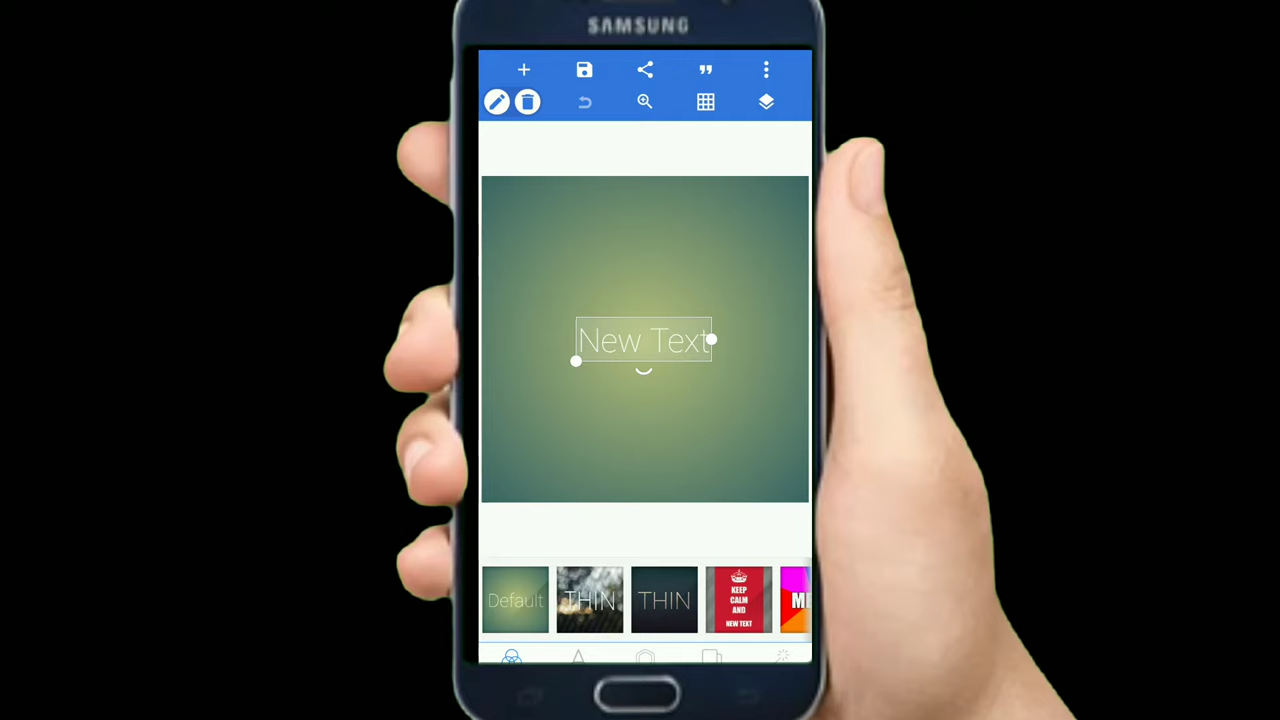 SAMSUNG
New Text
Default
THIN
THIN
KEEP
CALM
AND
NEW TEXT